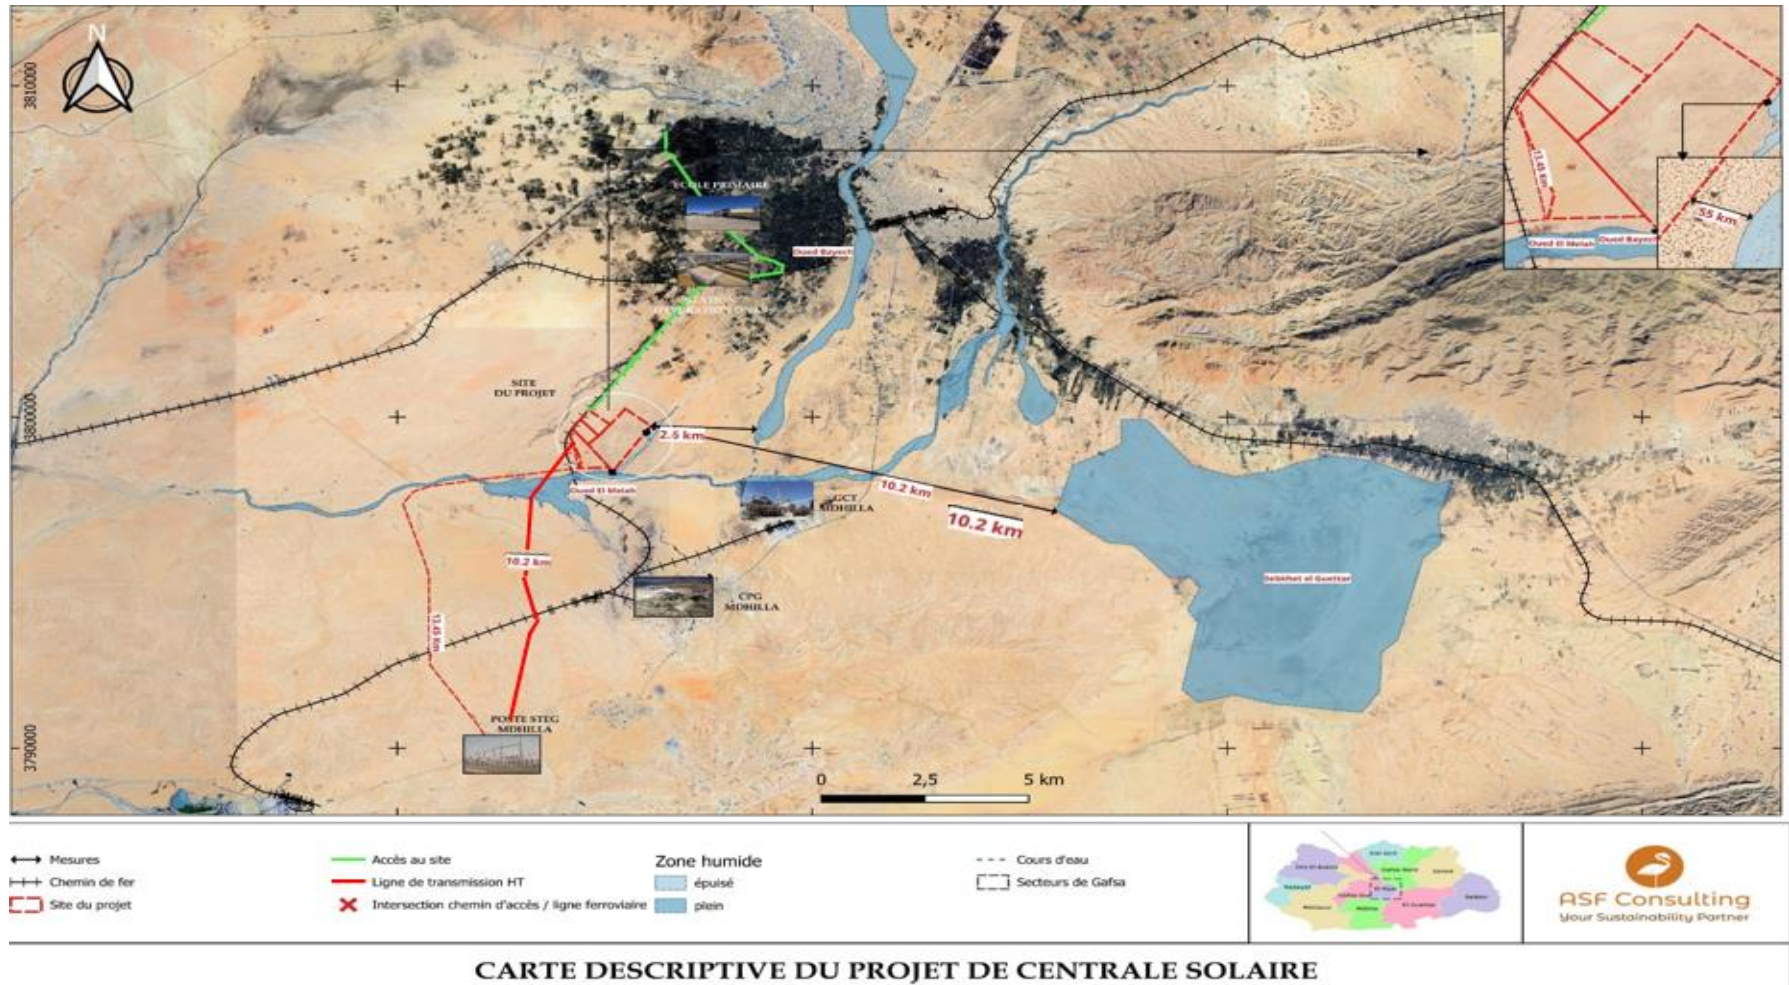 N
3810000
3800000
3790000
ECOLE PRIMAIRE
Oued Bayech
SITE
DU PROJET
2.5 km
Oued El Melah
10.2 km
10.2 km
GCT
MDHILLA
10.2 km
CPG
MDHILLA
13.45 Km
Sebkhet el Guettar
POSTE STEG
MDHILLA
0 2,5 5 km
13.45 Km
55 km
Oued El Melah
Oued Bayech
Mesures
Chemin de fer
Site du projet
Accès au site
Ligne de transmission HT
Intersection chemin d'accès / ligne ferroviaire
Zone humide
épuisé
plein
Cours d'eau
Secteurs de Gafsa
ASF Consulting
Your Sustainability Partner
CARTE DESCRIPTIVE DU PROJET DE CENTRALE SOLAIRE